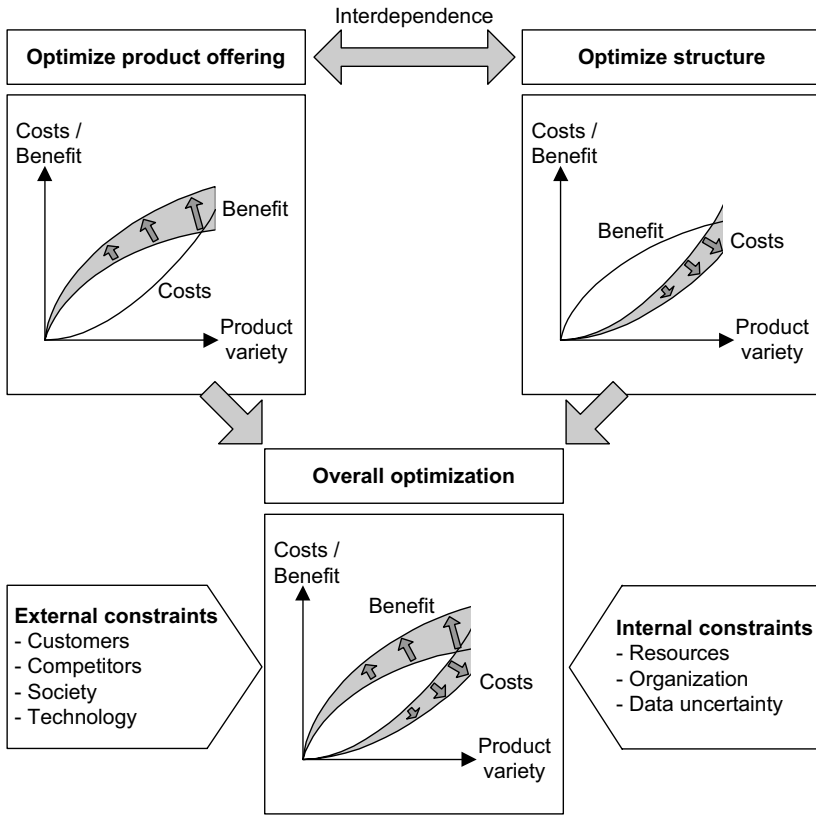 Interdependence
Optimize product offering
Optimize structure
Costs /
Benefit
Benefit
Costs
Product
variety
Costs /
Benefit
Benefit
Costs
Product
variety
Overall optimization
Costs /
Benefit
Benefit
Costs
Product
variety
External constraints
- Customers
- Competitors
- Society
- Technology
Internal constraints
- Resources
- Organization
- Data uncertainty